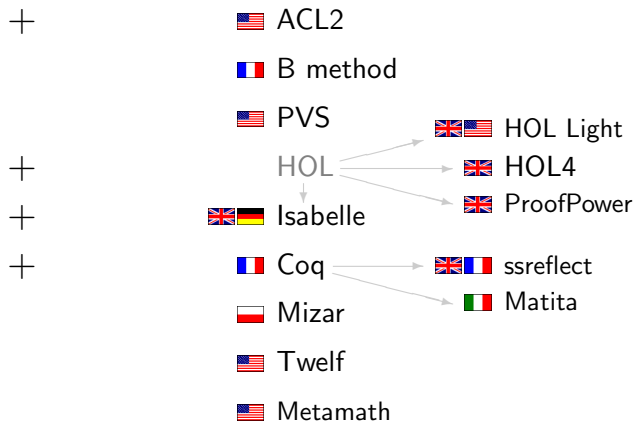 + ACL2
B method
PVS
HOL Light
+ HOL HOL4
ProofPower
+ Isabelle
+ Coq ssreflect
Matita
Mizar
Twelf
Metamath